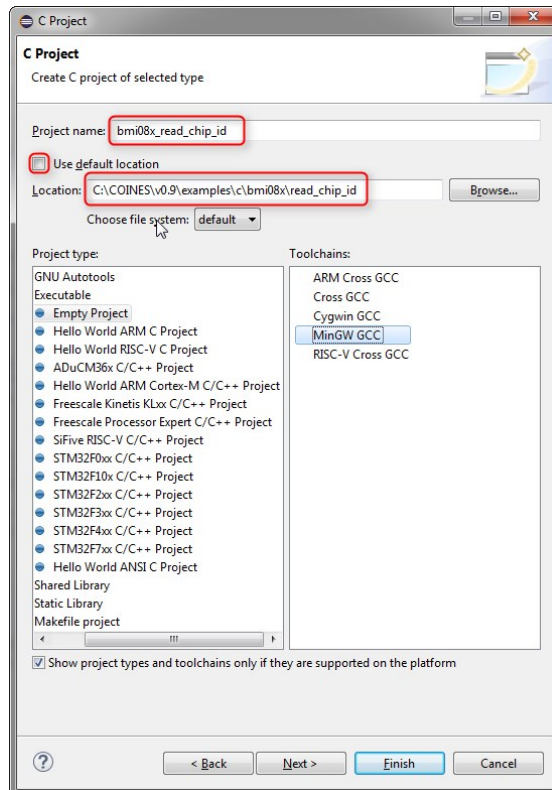 C Project
C Project
Create C project of selected type
Project name: bmi08x_read_chip_id
Use default location
Location: C:\COINES\v0.9\examples\c\bmi08x\read_chip_id Browse...
Choose file system: default
Project type:
GNU Autotools
Executable
Empty Project
Hello World ARM C Project
Hello World RISC-V C Project
ADuCM36x C/C++ Project
Hello World ARM Cortex-M C/C++ Project
Freescale Kinetis KLxx C/C++ Project
Freescale Processor Expert C/C++ Project
SiFive RISC-V C/C++ Project
STM32F0xx C/C++ Project
STM32F10x C/C++ Project
STM32F2xx C/C++ Project
STM32F3xx C/C++ Project
STM32F4xx C/C++ Project
STM32F7xx C/C++ Project
Hello World ANSI C Project
Shared Library
Static Library
Makefile project
Toolchains:
ARM Cross GCC
Cross GCC
Cygwin GCC
MinGW GCC
RISC-V Cross GCC
Show project types and toolchains only if they are supported on the platform
? < Back Next > Finish Cancel